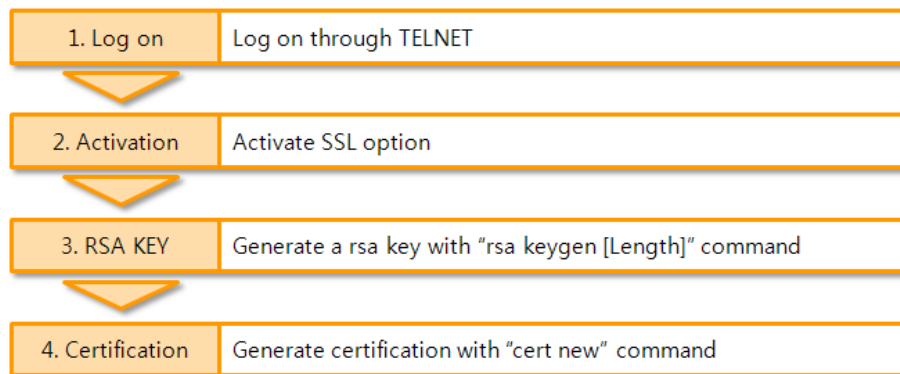 1. Log on Log on through TELNET
2. Activation Activate SSL option
3. RSA KEY Generate a rsa key with “rsa keygen [Length]” command
4. Certification Generate certification with “cert new” command